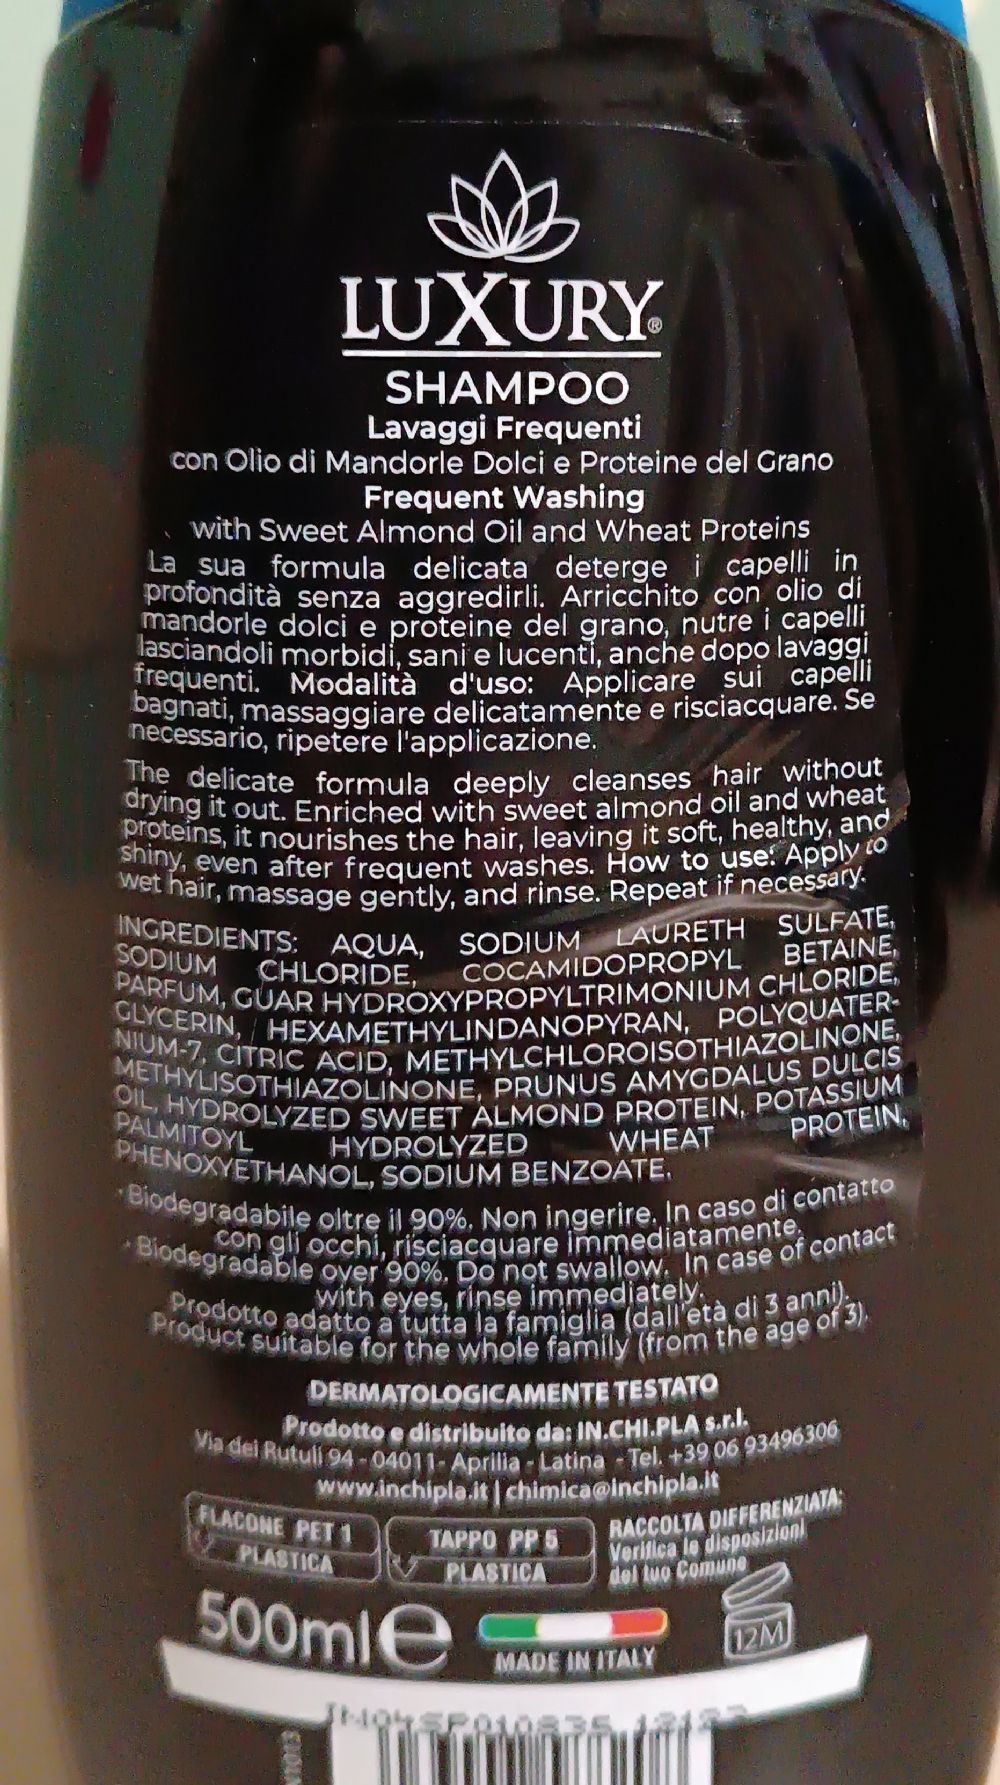 LUXURY®
SHAMPOO
Lavaggi Frequenti
con Olio di Mandorle Dolci e Proteine del Grano
Frequent Washing
with Sweet Almond Oil and Wheat Proteins
La sua formula delicata deterge i capelli in
profondità senza aggredirli. Arricchito con olio di
mandorle dolci e proteine del grano, nutre i capelli
lasciandoli morbidi, sani e lucenti, anche dopo lavaggi
frequenti. Modalità d'uso: Applicare sui capelli
bagnati, massaggiare delicatamente e risciacquare. Se
necessario, ripetere l'applicazione.
The delicate formula deeply cleanses hair without
drying it out. Enriched with sweet almond oil and wheat
proteins, it nourishes the hair, leaving it soft, healthy, and
shiny, even after frequent washes. How to use: Apply to
wet hair, massage gently, and rinse. Repeat if necessary.
INGREDIENTS: AQUA, SODIUM LAURETH SULFATE,
SODIUM CHLORIDE, COCAMIDOPROPYL BETAINE,
PARFUM, GUAR HYDROXYPROPYLTRIMONIUM CHLORIDE,
GLYCERIN, HEXAMETHYLINDANOPYRAN, POLYQUATER-
NIUM-7, CITRIC ACID, METHYLCHLOROISOTHIAZOLINONE,
METHYLISOTHIAZOLINONE, PRUNUS AMYGDALUS DULCIS
OIL, HYDROLYZED SWEET ALMOND PROTEIN, POTASSIUM
PALMITOYL HYDROLYZED WHEAT PROTEIN,
PHENOXYETHANOL, SODIUM BENZOATE.
• Biodegradabile oltre il 90%. Non ingerire. In caso di contatto
con gli occhi, risciacquare immediatamente.
• Biodegradable over 90%. Do not swallow. In case of contact
with eyes, rinse immediately.
Prodotto adatto a tutta la famiglia (dall'età di 3 anni).
Product suitable for the whole family (from the age of 3).
DERMATOLOGICAMENTE TESTATO
Prodotto e distribuito da: IN.CHI.PLA s.r.l.
Via dei Rutuli 94 - 04011- Aprilia - Latina - Tel. +39 06 93496306
www.inchipla.it | chimica@inchipla.it
FLACONE PET 1
PLASTICA
TAPPO PP 5
PLASTICA
RACCOLTA DIFFERENZIATA:
Verifica le disposizioni
del tuo Comune
500ml e
MADE IN ITALY
12M